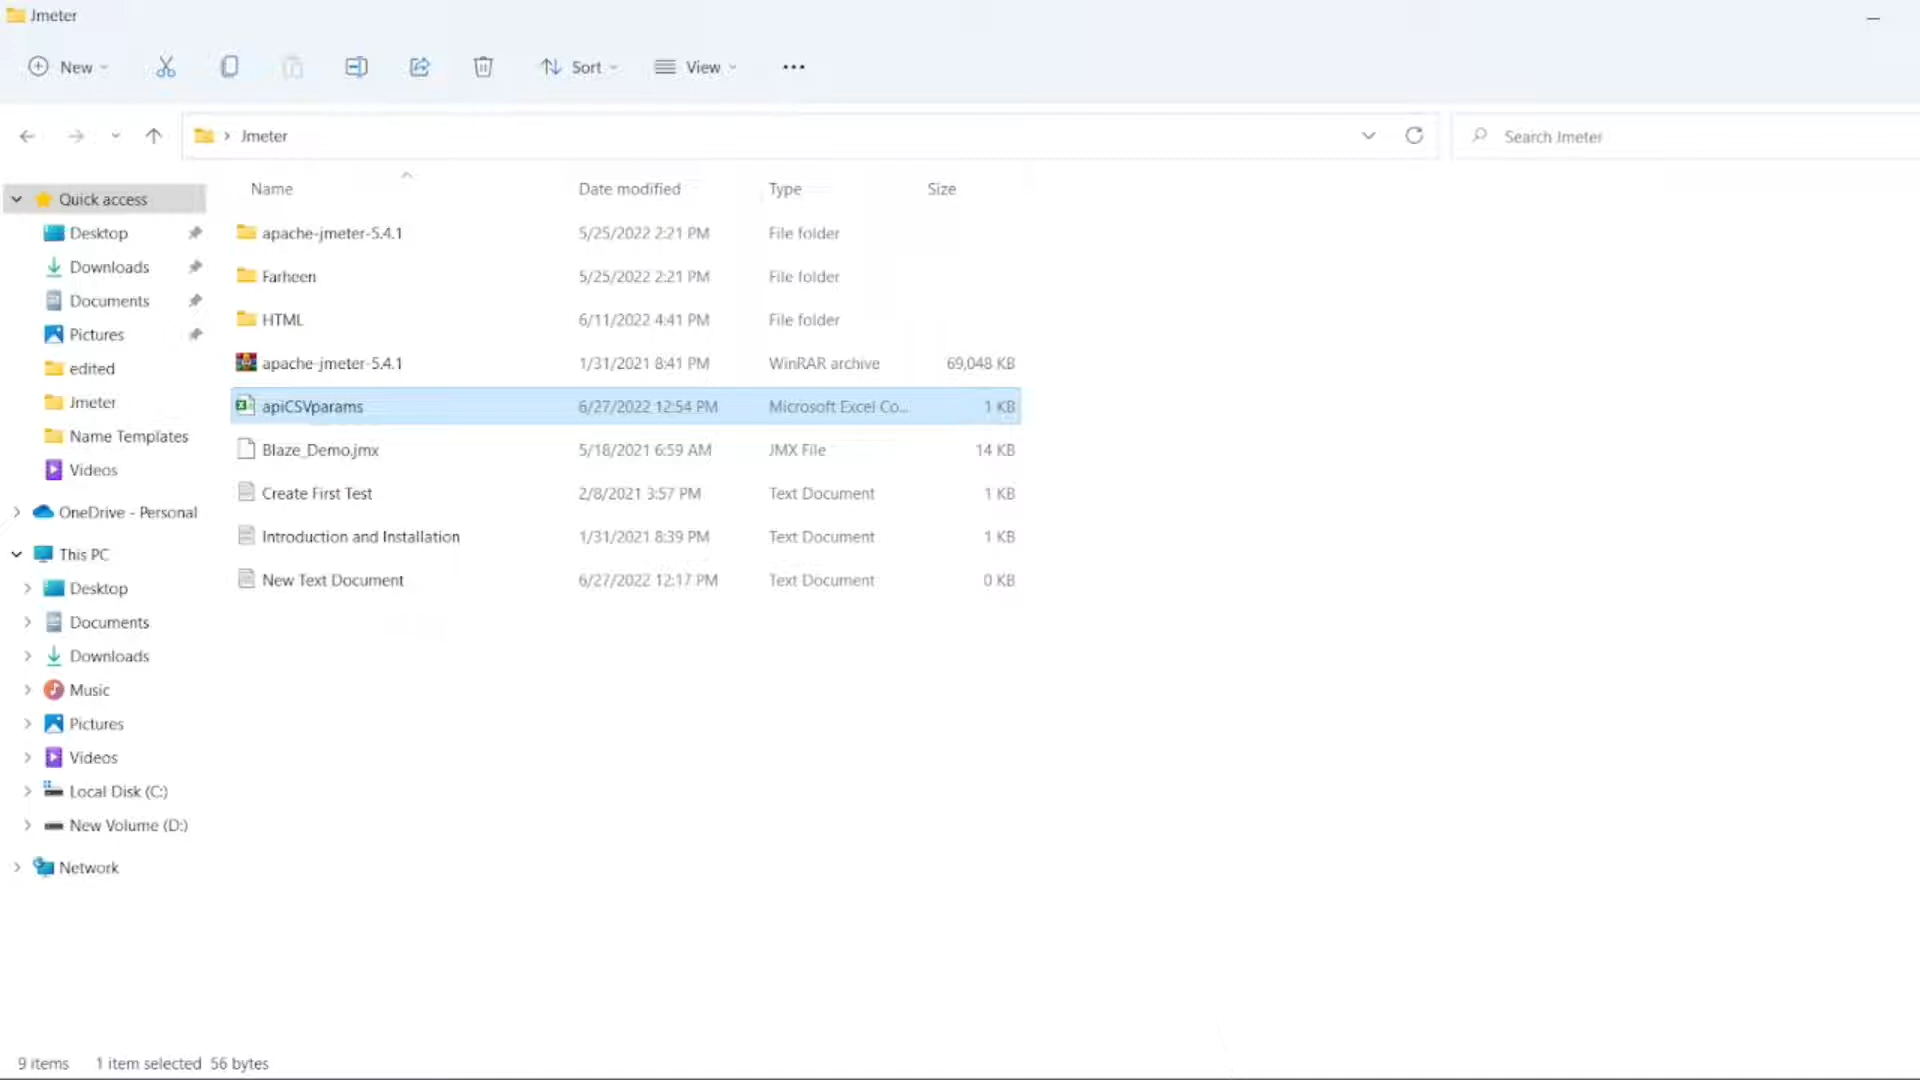 Jmeter
New
Sort
View
Jmeter
Search Jmeter
Name Date modified Type Size
Quick access
Desktop
Downloads
Documents
Pictures
edited
Jmeter
Name Templates
Videos
OneDrive - Personal
This PC
Desktop
Documents
Downloads
Music
Pictures
Videos
Local Disk (C:)
New Volume (D:)
Network
apache-jmeter-5.4.1 5/25/2022 2:21 PM File folder
Farheen 5/25/2022 2:21 PM File folder
HTML 6/11/2022 4:41 PM File folder
apache-jmeter-5.4.1 1/31/2021 8:41 PM WinRAR archive 69,048 KB
apiCSVparams 6/27/2022 12:54 PM Microsoft Excel Co... 1 KB
Blaze_Demo.jmx 5/18/2021 6:59 AM JMX File 14 KB
Create First Test 2/8/2021 3:57 PM Text Document 1 KB
Introduction and Installation 1/31/2021 8:39 PM Text Document 1 KB
New Text Document 6/27/2022 12:17 PM Text Document 0 KB
9 items 1 item selected 56 bytes